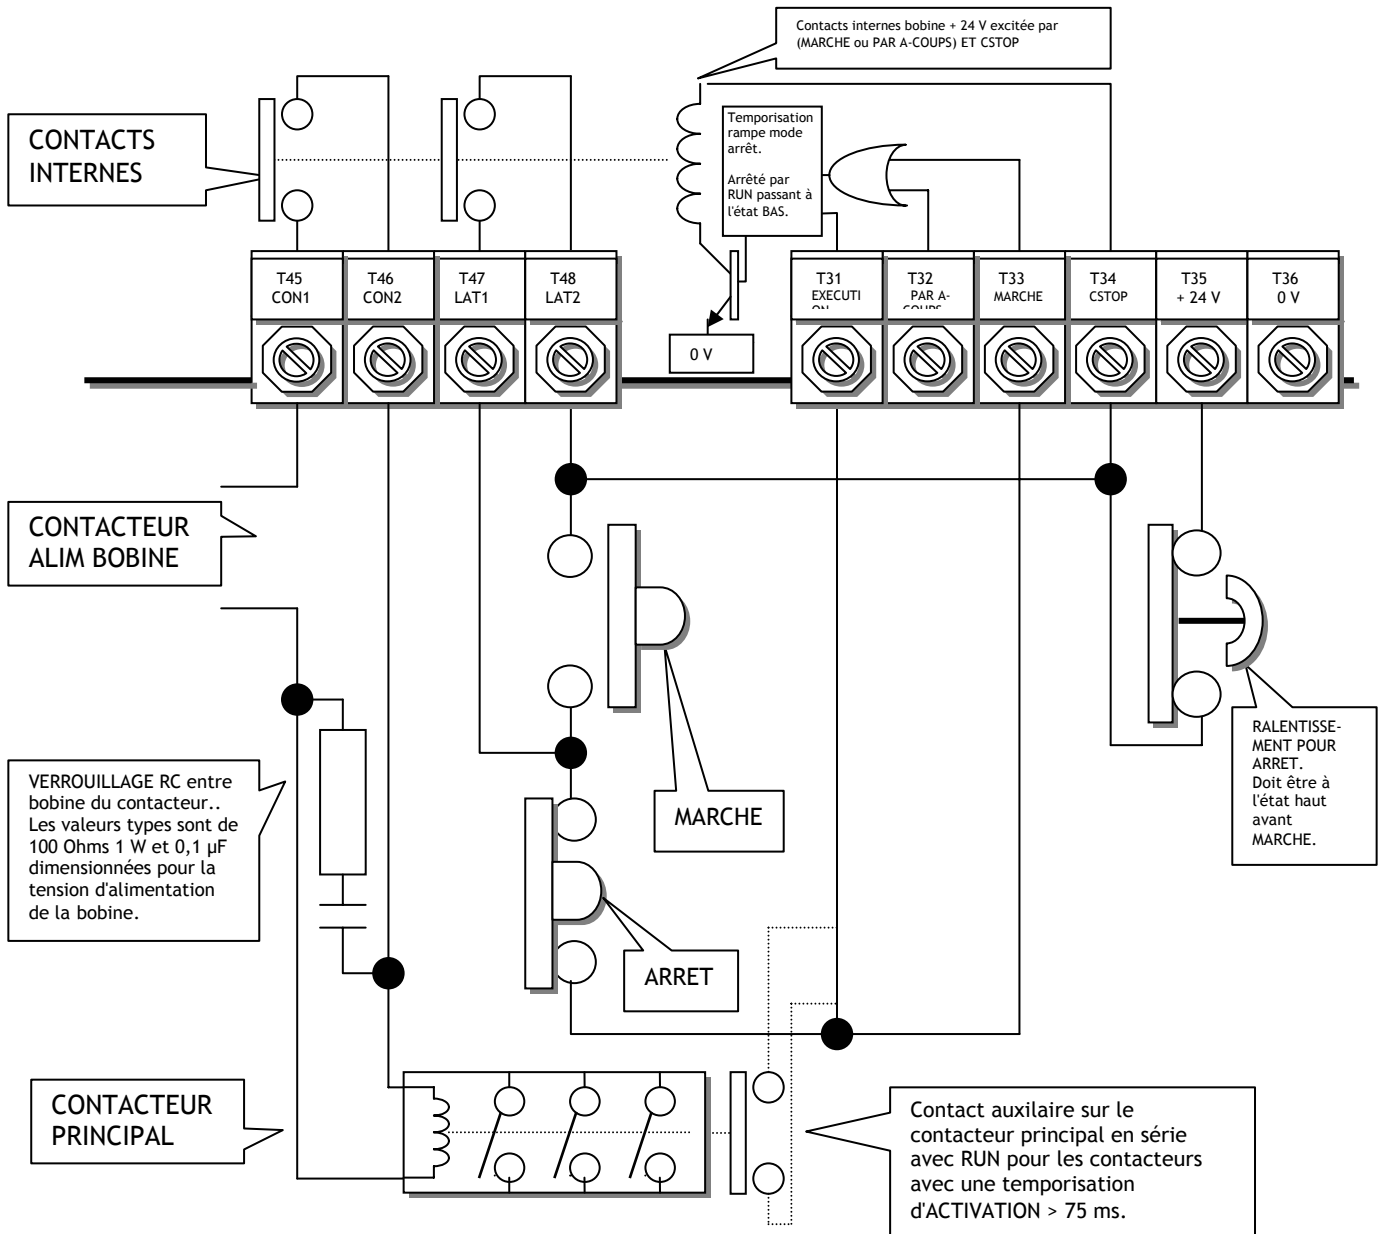 Contacts internes bobine + 24 V excitée par
(MARCHE ou PAR A-COUPS) ET CSTOP
CONTACTS
INTERNES
Temporisation
rampe mode
arrêt.
Arrêté par
RUN passant à
l'état BAS.
T45
CON1
T46
CON2
T47
LAT1
T48
LAT2
0 V
T31
EXECUTI
ON
T32
PAR A-
COUPS
T33
MARCHE
T34
CSTOP
T35
+ 24 V
T36
0 V
CONTACTEUR
ALIM BOBINE
VERROUILLAGE RC entre
bobine du contacteur..
Les valeurs types sont de
100 Ohms 1 W et 0,1 µF
dimensionnées pour la
tension d'alimentation
de la bobine.
MARCHE
ARRET
RALENTISSE-
MENT POUR
ARRET.
Doit être à
l'état haut
avant
MARCHE.
CONTACTEUR
PRINCIPAL
Contact auxilaire sur le
contacteur principal en série
avec RUN pour les contacteurs
avec une temporisation
d'ACTIVATION > 75 ms.